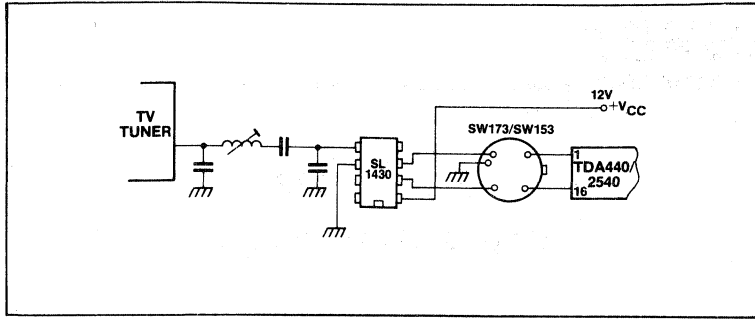 12V
+VCC
TV
TUNER
SW173/SW153
SL
1430
1
TDA440/
2540
16